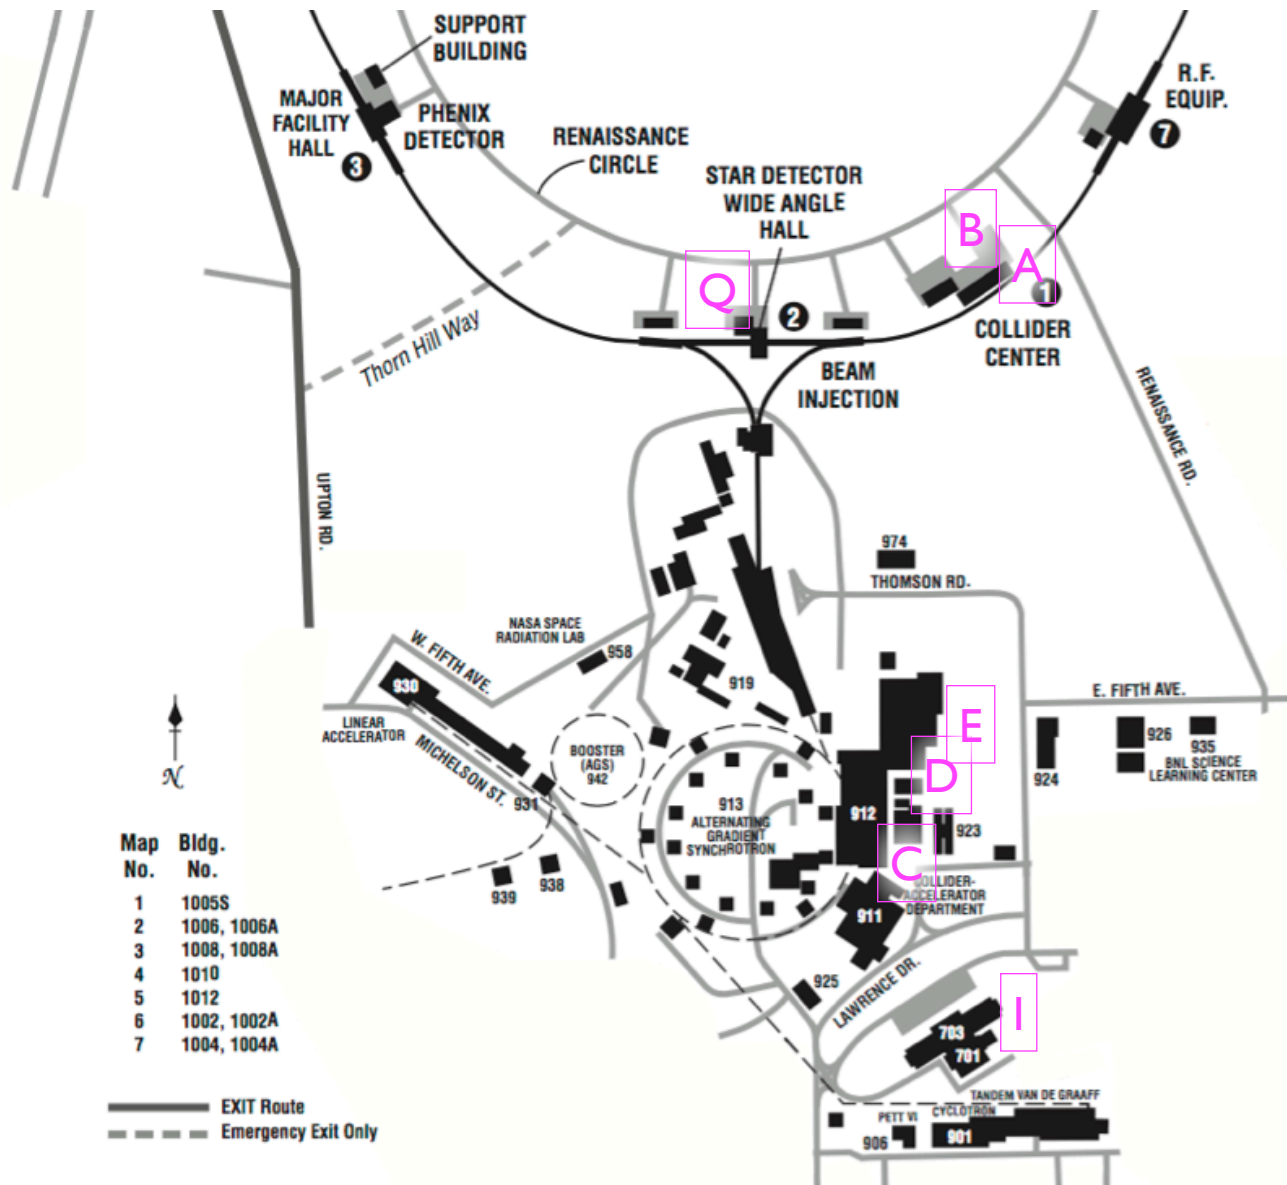 SUPPORT
BUILDING
MAJOR
FACILITY
HALL
3
PHENIX
DETECTOR
RENAISSANCE
CIRCLE
STAR DETECTOR
WIDE ANGLE
HALL
R.F.
EQUIP.
7
B
A
1
Q
2
COLLIDER
CENTER
BEAM
INJECTION
Thorn Hill Way
UPTON RD.
RENAISSANCE RD.
974
THOMSON RD.
NASA SPACE
RADIATION LAB
958
W. FIFTH AVE.
930
919
LINEAR
ACCELERATOR
MICHELSON ST.
931
BOOSTER
(AGS)
942
E
D
E. FIFTH AVE.
924
926
935
BNL SCIENCE
LEARNING CENTER
913
ALTERNATING
GRADIENT
SYNCHROTRON
912
923
C
COLLIDER-
ACCELERATOR
DEPARTMENT
939
938
911
925
LAWRENCE DR.
I
703
701
TANDEM VAN DE GRAAFF
PETT VI
CYCLOTRON
906
901
N
Map Bldg.
No. No.
1 1005S
2 1006, 1006A
3 1008, 1008A
4 1010
5 1012
6 1002, 1002A
7 1004, 1004A
EXIT Route
Emergency Exit Only